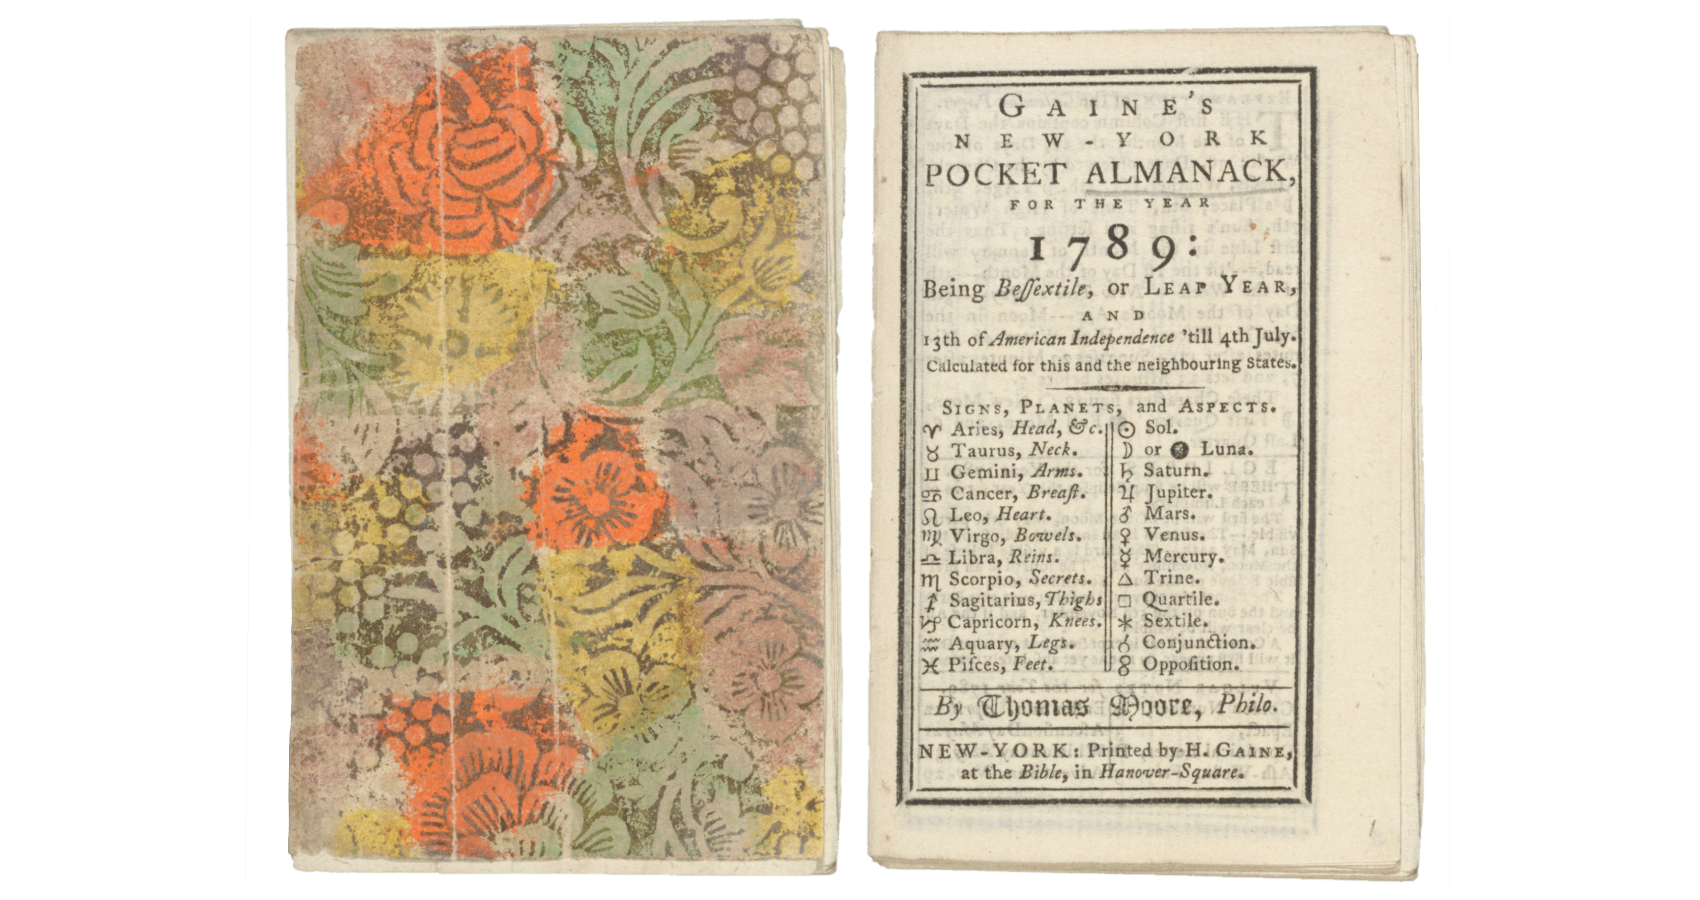 GAINE'S
NEW-YORK
POCKET ALMANACK,
FOR THE YEAR
1789:
Being Beſſextile, or LEAP YEAR,
AND
13th of American Independence 'till 4th July.
Calculated for this and the neighbouring States.
SIGNS, PLANETS, and ASPECTS.
♈ Aries, Head, &c.
♉ Taurus, Neck.
♊ Gemini, Arms.
♋ Cancer, Breaſt.
♌ Leo, Heart.
♍ Virgo, Bowels.
♎ Libra, Reins.
♏ Scorpio, Secrets.
♐ Sagitarius, Thighs
♑ Capricorn, Knees.
♒ Aquary, Legs.
♓ Piſces, Feet.
☉ Sol.
☽ or ● Luna.
♄ Saturn.
♃ Jupiter.
♂ Mars.
♀ Venus.
☿ Mercury.
△ Trine.
□ Quartile.
⚹ Sextile.
☌ Conjunction.
☍ Oppoſition.
By Thomas Moore, Philo.
NEW-YORK: Printed by H. GAINE,
at the Bible, in Hanover-Square.
1